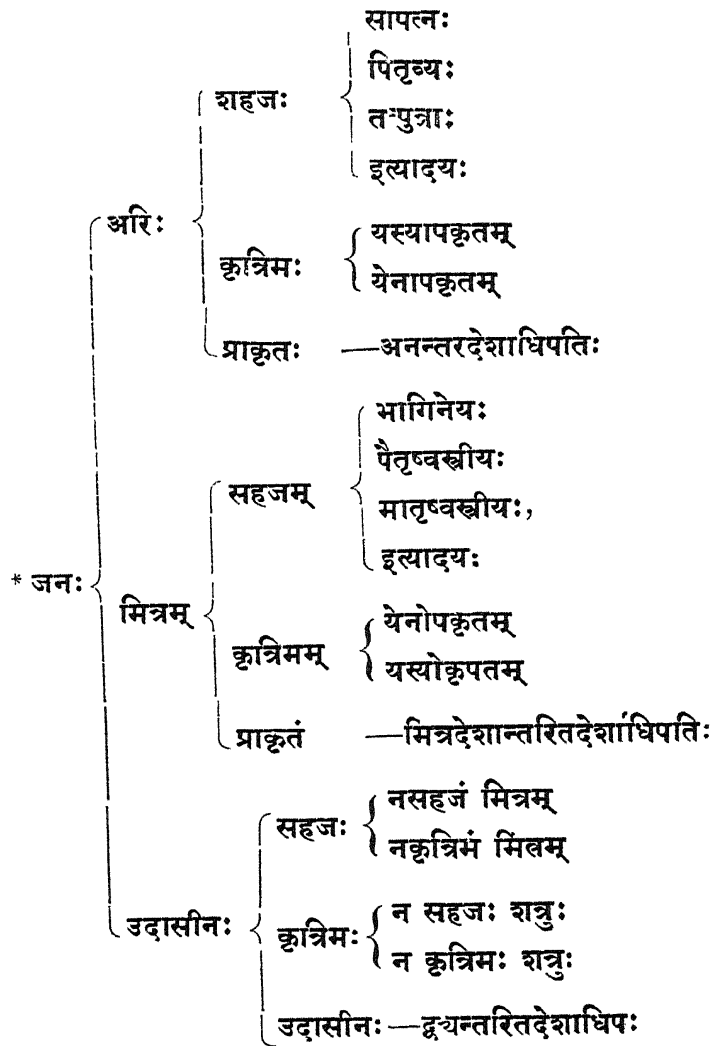 सापत्नः
पितृव्यः
शहजः
तत्पुत्राः
इत्यादयः
अरिः
यस्यापकृतम्
कृत्रिमः
येनापकृतम्
प्राकृतः —अनन्तरदेशाधिपतिः
भागिनेयः
पैतृष्वस्त्रीयः
सहजम्
मातृष्वस्त्रीयः,
इत्यादयः
* जनः
मित्रम्
येनोपकृतम्
कृत्रिमम्
यस्योकृपतम्
प्राकृतं —मित्रदेशान्तरितदेशांधिपतिः
नसहजं मित्रम्
सहजः
नकृत्रिमं मिंत्नम्
उदासीनः
न सहजः शत्रुः
कृत्रिमः
न कृत्रिमः शत्रुः
उदासीनः —द्व्यन्तरितदेशाधिपः